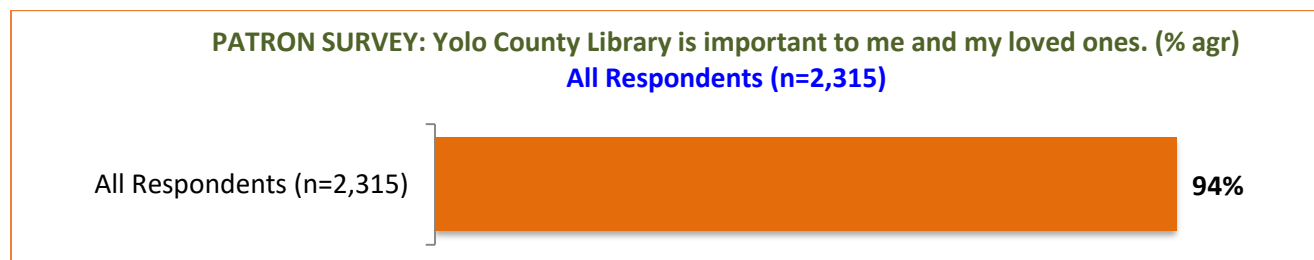 PATRON SURVEY: Yolo County Library is important to me and my loved ones. (% agr)
All Respondents (n=2,315)
All Respondents (n=2,315)
94%